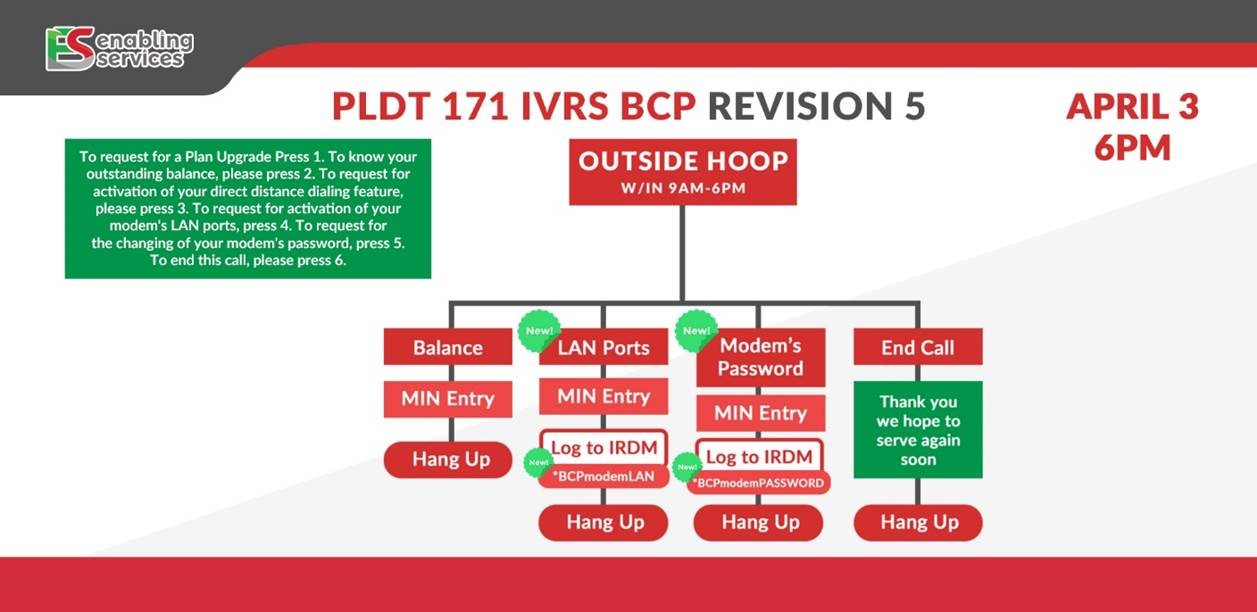 ES enabling
services
PLDT 171 IVRS BCP REVISION 5
APRIL 3
6PM
To request for a Plan Upgrade Press 1. To know your
outstanding balance, please press 2. To request for
activation of your direct distance dialing feature,
please press 3. To request for activation of your
modem's LAN ports, press 4. To request for
the changing of your modem's password, press 5.
To end this call, please press 6.
OUTSIDE HOOP
W/IN 9AM-6PM
Balance
MIN Entry
Hang Up
New!
LAN Ports
MIN Entry
Log to IRDM
New!
*BCPmodemLAN
Hang Up
New!
Modem's
Password
MIN Entry
Log to IRDM
New!
*BCPmodemPASSWORD
Hang Up
End Call
Thank you
we hope to
serve again
soon
Hang Up